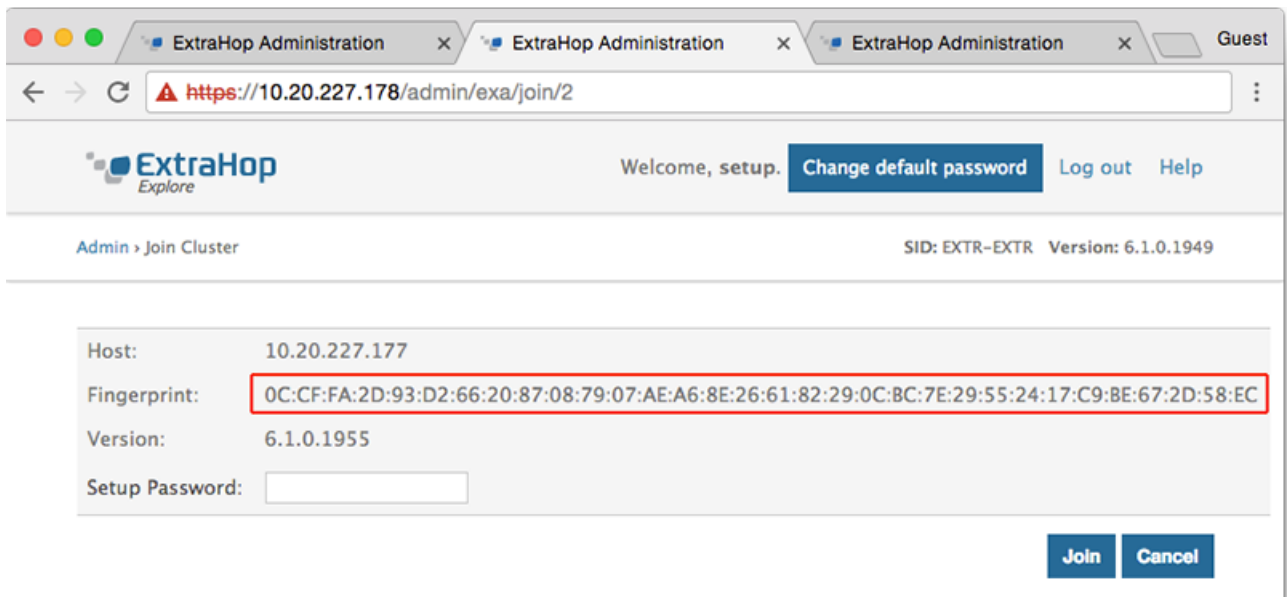 ExtraHop Administration × ExtraHop Administration × ExtraHop Administration × Guest
https://10.20.227.178/admin/exa/join/2
ExtraHop
Explore
Welcome, setup. Change default password Log out Help
Admin › Join Cluster SID: EXTR-EXTR Version: 6.1.0.1949
Host: 10.20.227.177
Fingerprint: 0C:CF:FA:2D:93:D2:66:20:87:08:79:07:AE:A6:8E:26:61:82:29:0C:BC:7E:29:55:24:17:C9:BE:67:2D:58:EC
Version: 6.1.0.1955
Setup Password:
Join Cancel